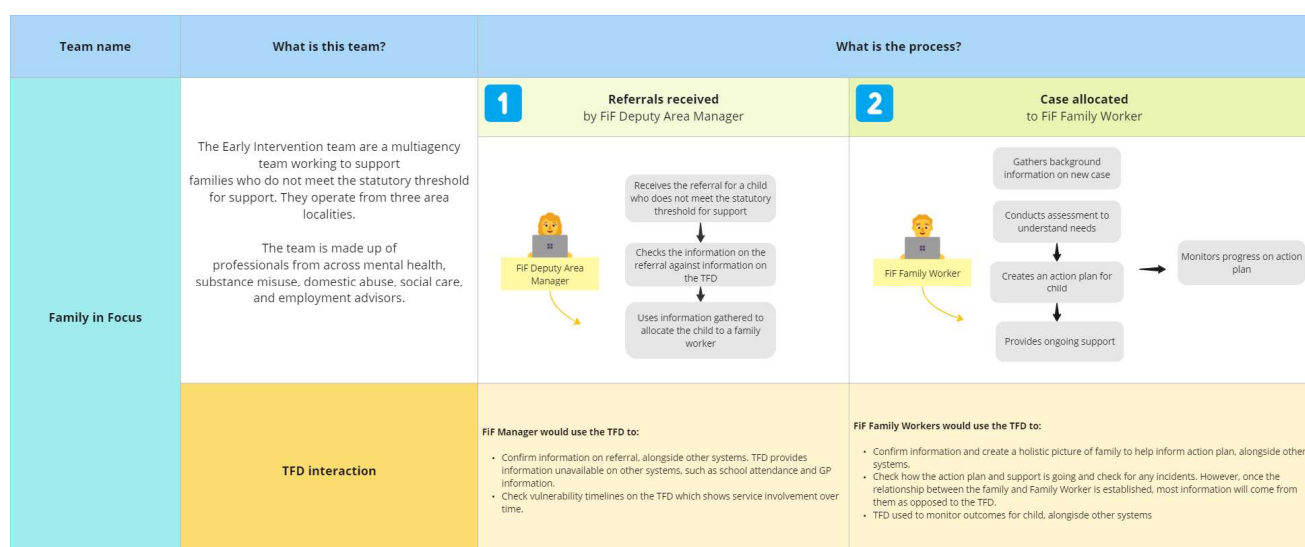 Team name
What is this team?
What is the process?
Family in Focus
The Early Intervention team are a multiagency
team working to support
families who do not meet the statutory threshold
for support. They operate from three area
localities.
The team is made up of
professionals from across mental health,
substance misuse, domestic abuse, social care,
and employment advisors.
1
Referrals received
by FiF Deputy Area Manager
FiF Deputy Area
Manager
Receives the referral for a child
who does not meet the statutory
threshold for support
Checks the information on the
referral against information on
the TFD
Uses information gathered to
allocate the child to a family
worker
2
Case allocated
to FiF Family Worker
FiF Family Worker
Gathers background
information on new case
Conducts assessment to
understand needs
Creates an action plan for
child
Provides ongoing support
Monitors progress on action
plan
TFD interaction
FiF Manager would use the TFD to:
• Confirm information on referral, alongside other systems. TFD provides
information unavailable on other systems, such as school attendance and GP
information.
• Check vulnerability timelines on the TFD which shows service involvement over
time.
FiF Family Workers would use the TFD to:
• Confirm information and create a holistic picture of family to help inform action plan, alongside other
systems.
• Check how the action plan and support is going and check for any incidents. However, once the
relationship between the family and Family Worker is established, most information will come from
them as opposed to the TFD.
• TFD used to monitor outcomes for child, alongisde other systems